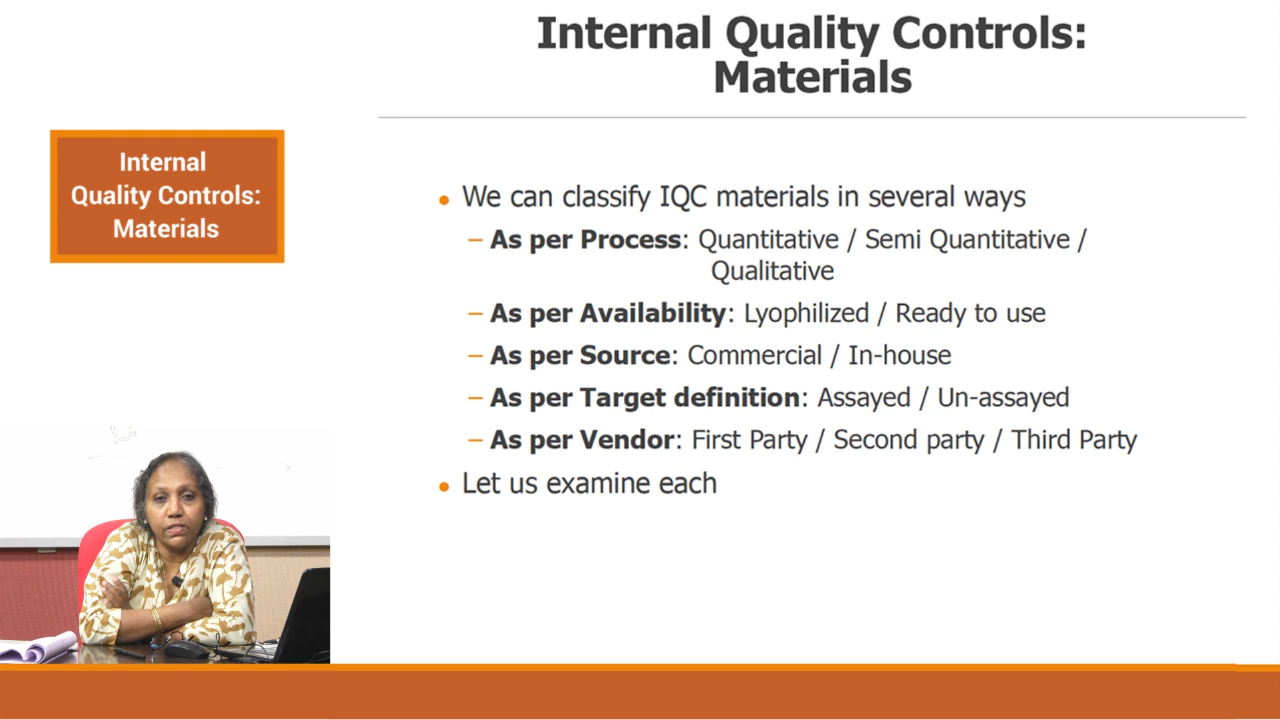 Internal Quality Controls:
Materials
Internal
Quality Controls:
Materials
• We can classify IQC materials in several ways
– As per Process: Quantitative / Semi Quantitative /
Qualitative
– As per Availability: Lyophilized / Ready to use
– As per Source: Commercial / In-house
– As per Target definition: Assayed / Un-assayed
– As per Vendor: First Party / Second party / Third Party
• Let us examine each